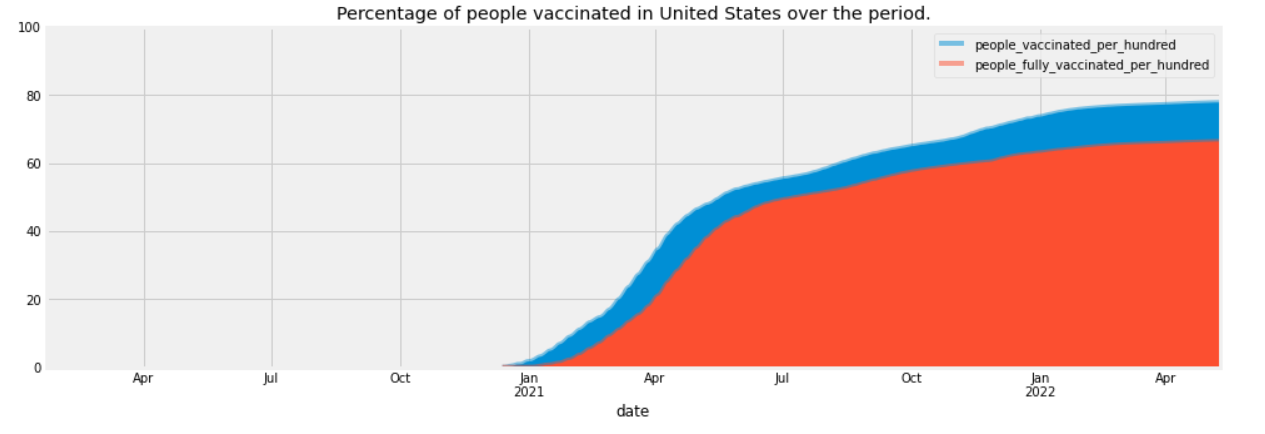 Percentage of people vaccinated in United States over the period.
100
80
60
40
20
0
people_vaccinated_per_hundred
people_fully_vaccinated_per_hundred
Apr Jul Oct Jan Apr Jul Oct Jan Apr
2021 2022
date